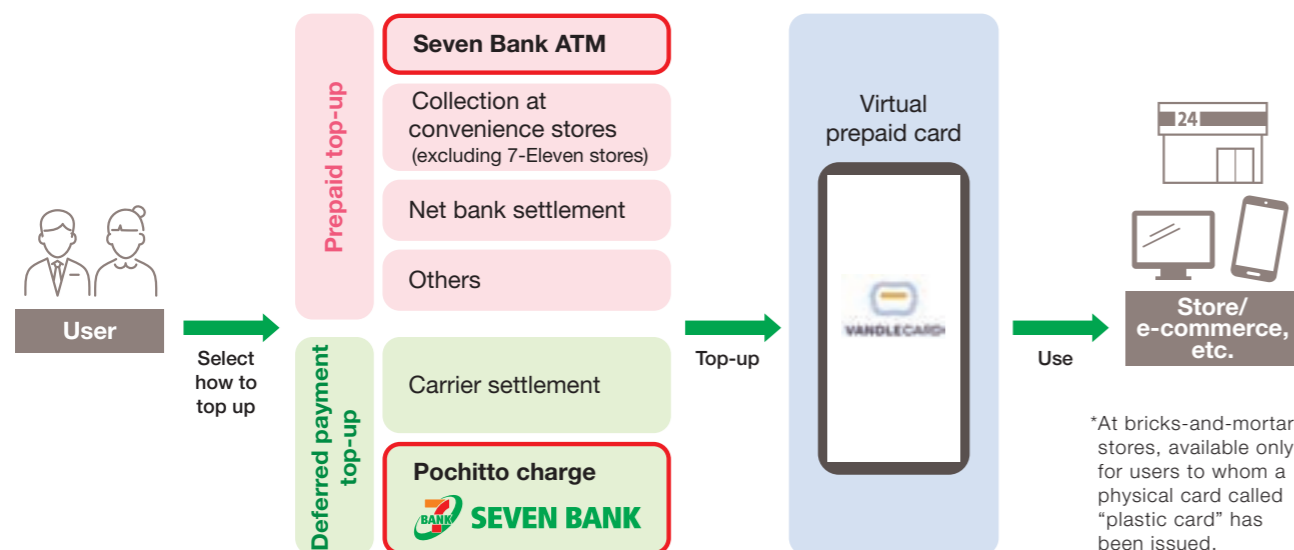 User
Select
how to
top up
Prepaid top-up
Seven Bank ATM
Collection at
convenience stores
(excluding 7-Eleven stores)
Net bank settlement
Others
Deferred payment
top-up
Carrier settlement
Pochitto charge
7
BANK
SEVEN BANK
Top-up
Virtual
prepaid card
VANDLECARD
Use
24
Store/
e-commerce,
etc.
*At bricks-and-mortar
stores, available only
for users to whom a
physical card called
“plastic card” has
been issued.